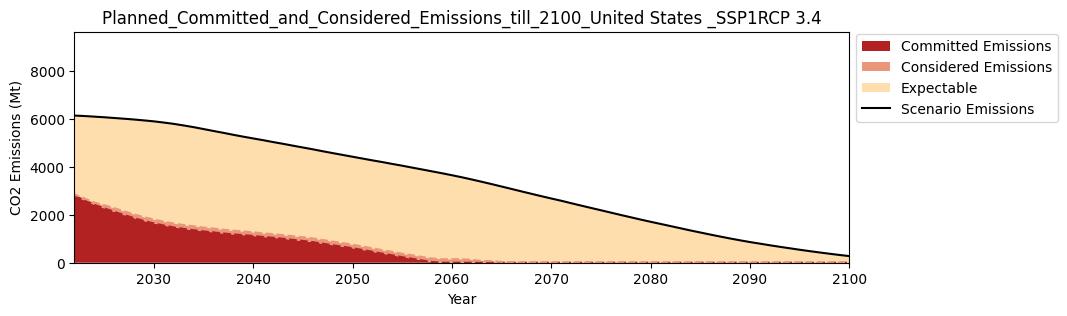 Planned_Committed_and_Considered_Emissions_till_2100_United States _SSP1RCP 3.4
CO2 Emissions (Mt)
8000
6000
4000
2000
0
2030 2040 2050 2060 2070 2080 2090 2100
Year
Committed Emissions
Considered Emissions
Expectable
Scenario Emissions